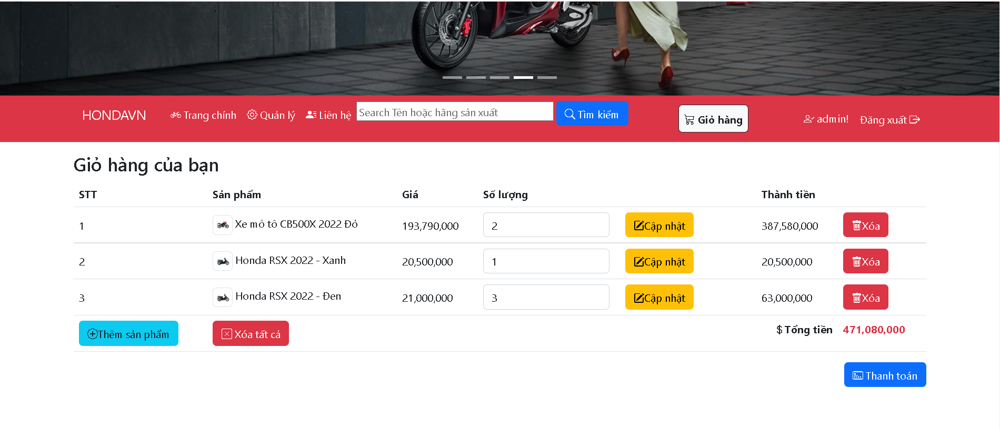 HONDAVN Trang chính Quản lý Liên hệ Search Tên hoặc hãng sản xuất Tìm kiếm Giỏ hàng admin! Đăng xuất
Giỏ hàng của bạn
STT Sản phẩm Giá Số lượng Thành tiền
1 Xe mô tô CB500X 2022 Đỏ 193,790,000 2 Cập nhật 387,580,000 Xóa
2 Honda RSX 2022 - Xanh 20,500,000 1 Cập nhật 20,500,000 Xóa
3 Honda RSX 2022 - Đen 21,000,000 3 Cập nhật 63,000,000 Xóa
Thêm sản phẩm Xóa tất cả $ Tổng tiền 471,080,000
Thanh toán